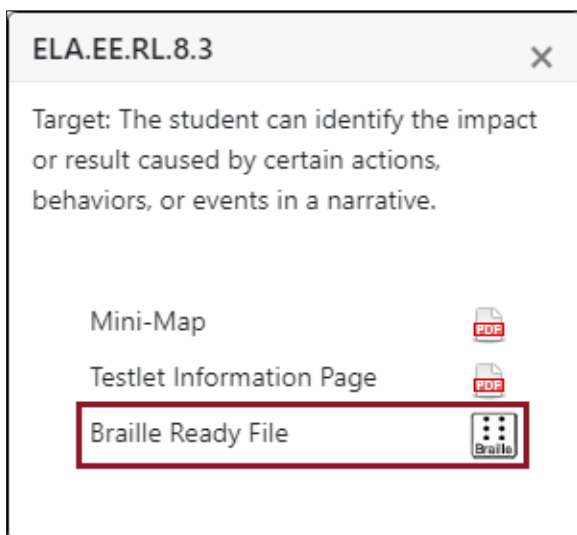 ELA.EE.RL.8.3
Target: The student can identify the impact
or result caused by certain actions,
behaviors, or events in a narrative.
Mini-Map PDF
Testlet Information Page PDF
Braille Ready File Braille